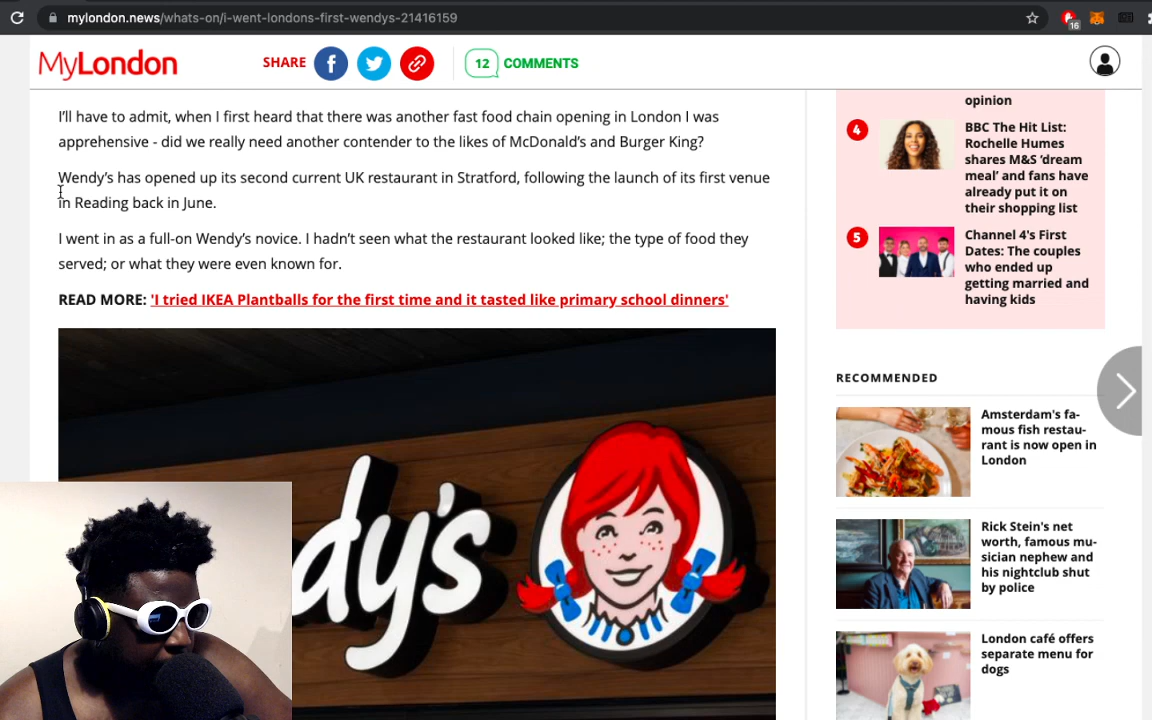 mylondon.news/whats-on/i-went-londons-first-wendys-21416159
16
MyLondon
SHARE
12 COMMENTS
I'll have to admit, when I first heard that there was another fast food chain opening in London I was
apprehensive - did we really need another contender to the likes of McDonald's and Burger King?
Wendy's has opened up its second current UK restaurant in Stratford, following the launch of its first venue
in Reading back in June.
I went in as a full-on Wendy's novice. I hadn't seen what the restaurant looked like; the type of food they
served; or what they were even known for.
READ MORE: 'I tried IKEA Plantballs for the first time and it tasted like primary school dinners'
dy's
opinion
4
BBC The Hit List:
Rochelle Humes
shares M&S 'dream
meal' and fans have
already put it on
their shopping list
5
Channel 4's First
Dates: The couples
who ended up
getting married and
having kids
RECOMMENDED
Amsterdam's fa-
mous fish restau-
rant is now open in
London
Rick Stein's net
worth, famous mu-
sician nephew and
his nightclub shut
by police
London café offers
separate menu for
dogs